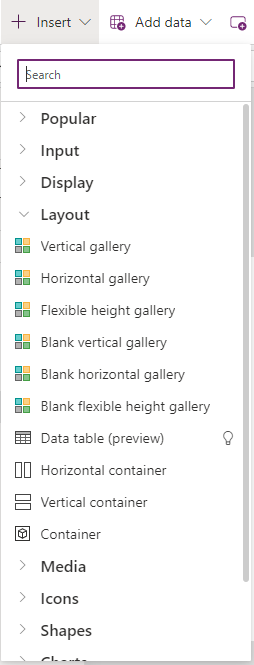 Insert Add data
Search
Popular
Input
Display
Layout
Vertical gallery
Horizontal gallery
Flexible height gallery
Blank vertical gallery
Blank horizontal gallery
Blank flexible height gallery
Data table (preview)
Horizontal container
Vertical container
Container
Media
Icons
Shapes
Charts